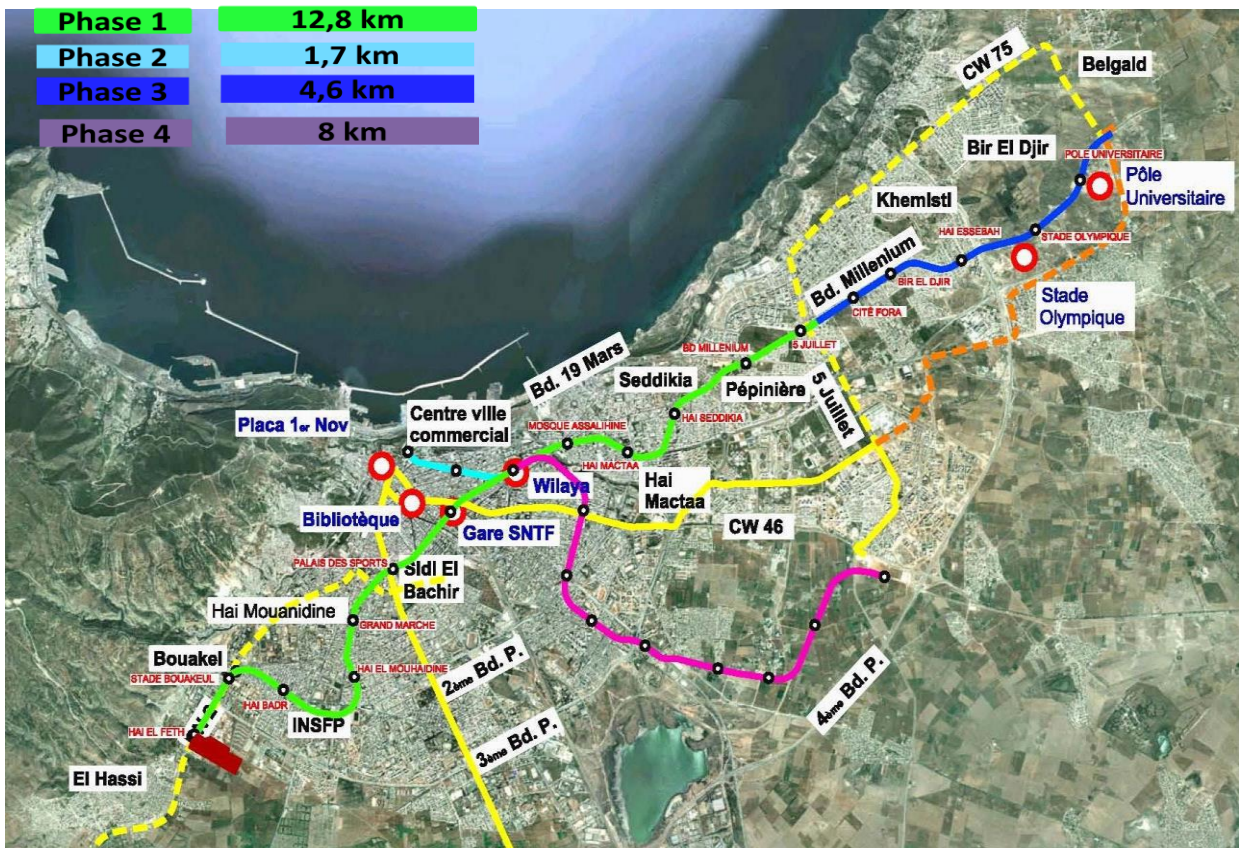 Phase 1 12,8 km
Phase 2 1,7 km
Phase 3 4,6 km
Phase 4 8 km
CW 75
Belgaid
Bir El Djir
POLE UNIVERSITAIRE
Pôle
Universitaire
Khemisti
HAI ESSEBAH
STADE OLYMPIQUE
Bd. Millenium
BIR EL DJIR
CITÉ FORA
Stade
Olympique
5 JUILLET
BD MILLENIUM
Bd. 19 Mars
Seddikia
Pépinière
5 Juillet
Placa 1er Nov
Centre ville
commercial
HAI SEDDIKIA
MOSQUE ASSALIHINE
HAI MACTAA
Hai
Mactaa
Wilaya
Bibliotèque
Gare SNTF
CW 46
PALAIS DES SPORTS
Sidi El
Bachir
Hai Mouanidine
GRAND MARCHE
Bouakel
STADE BOUAKEUL
HAI EL MOUHAIDINE
2ème Bd. P.
HAI BADR
INSFP
4ème Bd. P.
HAI EL FETH
3ème Bd. P.
El Hassi